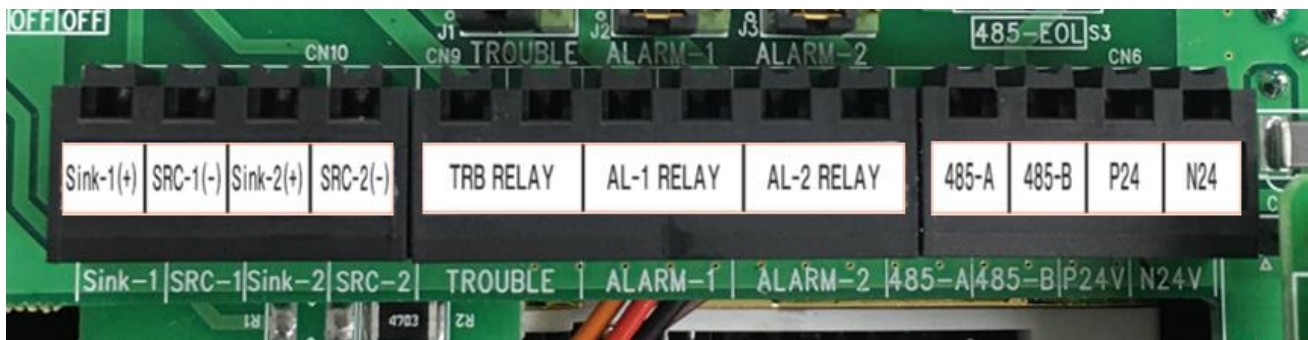 OFF OFF
J1 J2 J3 485-EOL S3
CN10 CN9 TROUBLE ALARM-1 ALARM-2 CN6
Sink-1(+) SRC-1(-) Sink-2(+) SRC-2(-) TRB RELAY AL-1 RELAY AL-2 RELAY 485-A 485-B P24 N24
C
Sink-1 SRC-1 Sink-2 SRC-2 TROUBLE ALARM-1 ALARM-2 485-A 485-B P24V N24V
R1 4703 R2